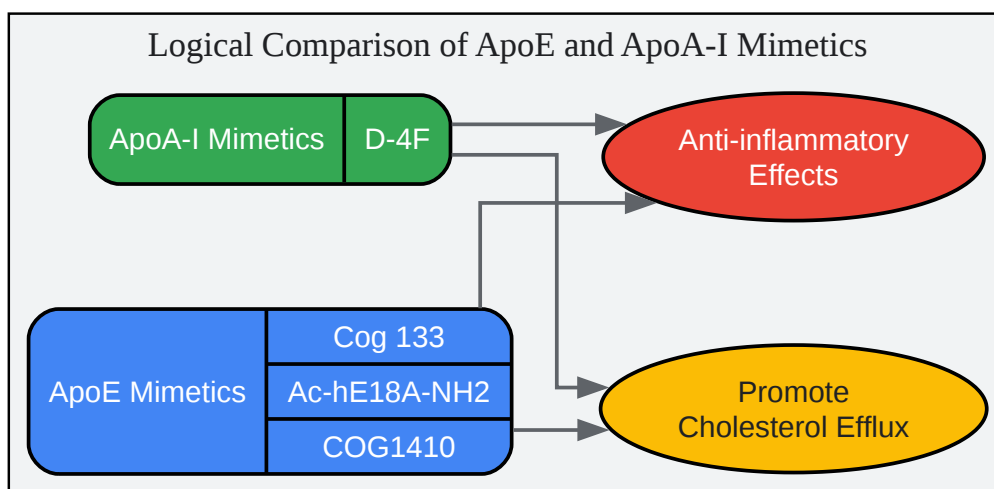 Logical Comparison of ApoE and ApoA-I Mimetics
ApoA-I Mimetics
D-4F
Anti-inflammatory
Effects
ApoE Mimetics
Cog 133
Ac-hE18A-NH2
COG1410
Promote
Cholesterol Efflux